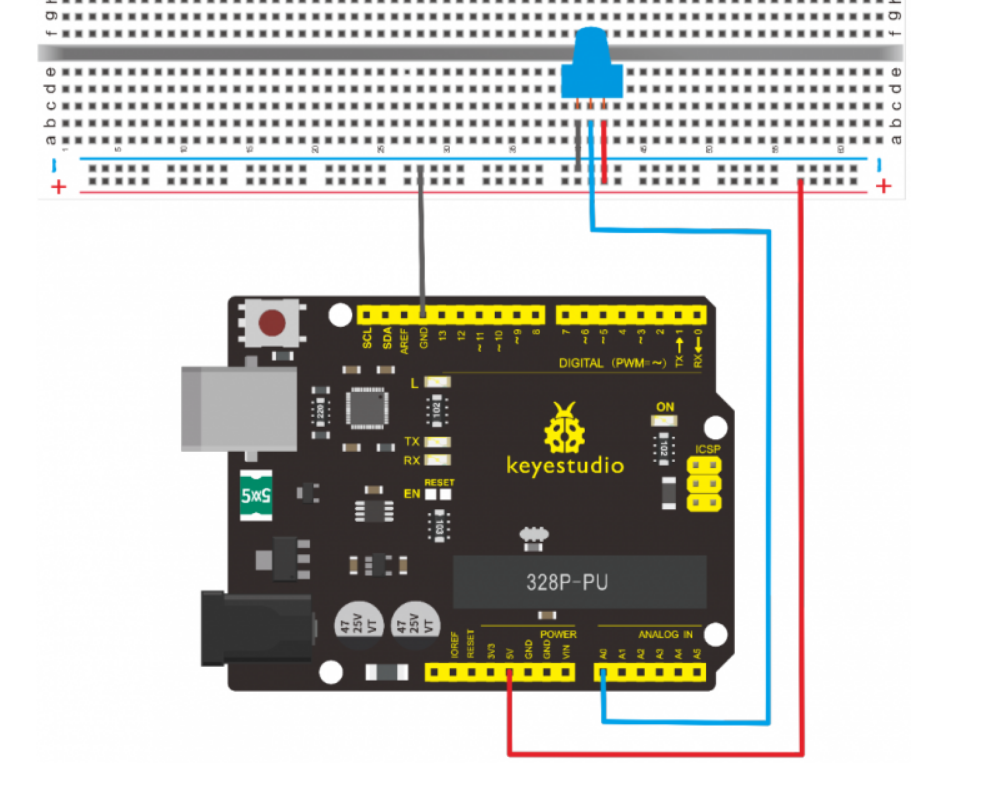 f g h
f g h
a b c d e
a b c d e
1 5 10 15 20 25 30 35 45 50 55 60
- -
+ +
SCL SDA AREF GND 13 12 ~11 ~10 ~9 8 7 ~6 ~5 4 ~3 2 TX→1 RX←0
DIGITAL (PWM=~)
L
220
102
ON
TX
RX
102
ICSP
keyestudio
RESET
EN
5xx5
103
328P-PU
47 25V VT
47 25V VT
POWER
ANALOG IN
IOREF RESET 3V3 5V GND GND VIN A0 A1 A2 A3 A4 A5